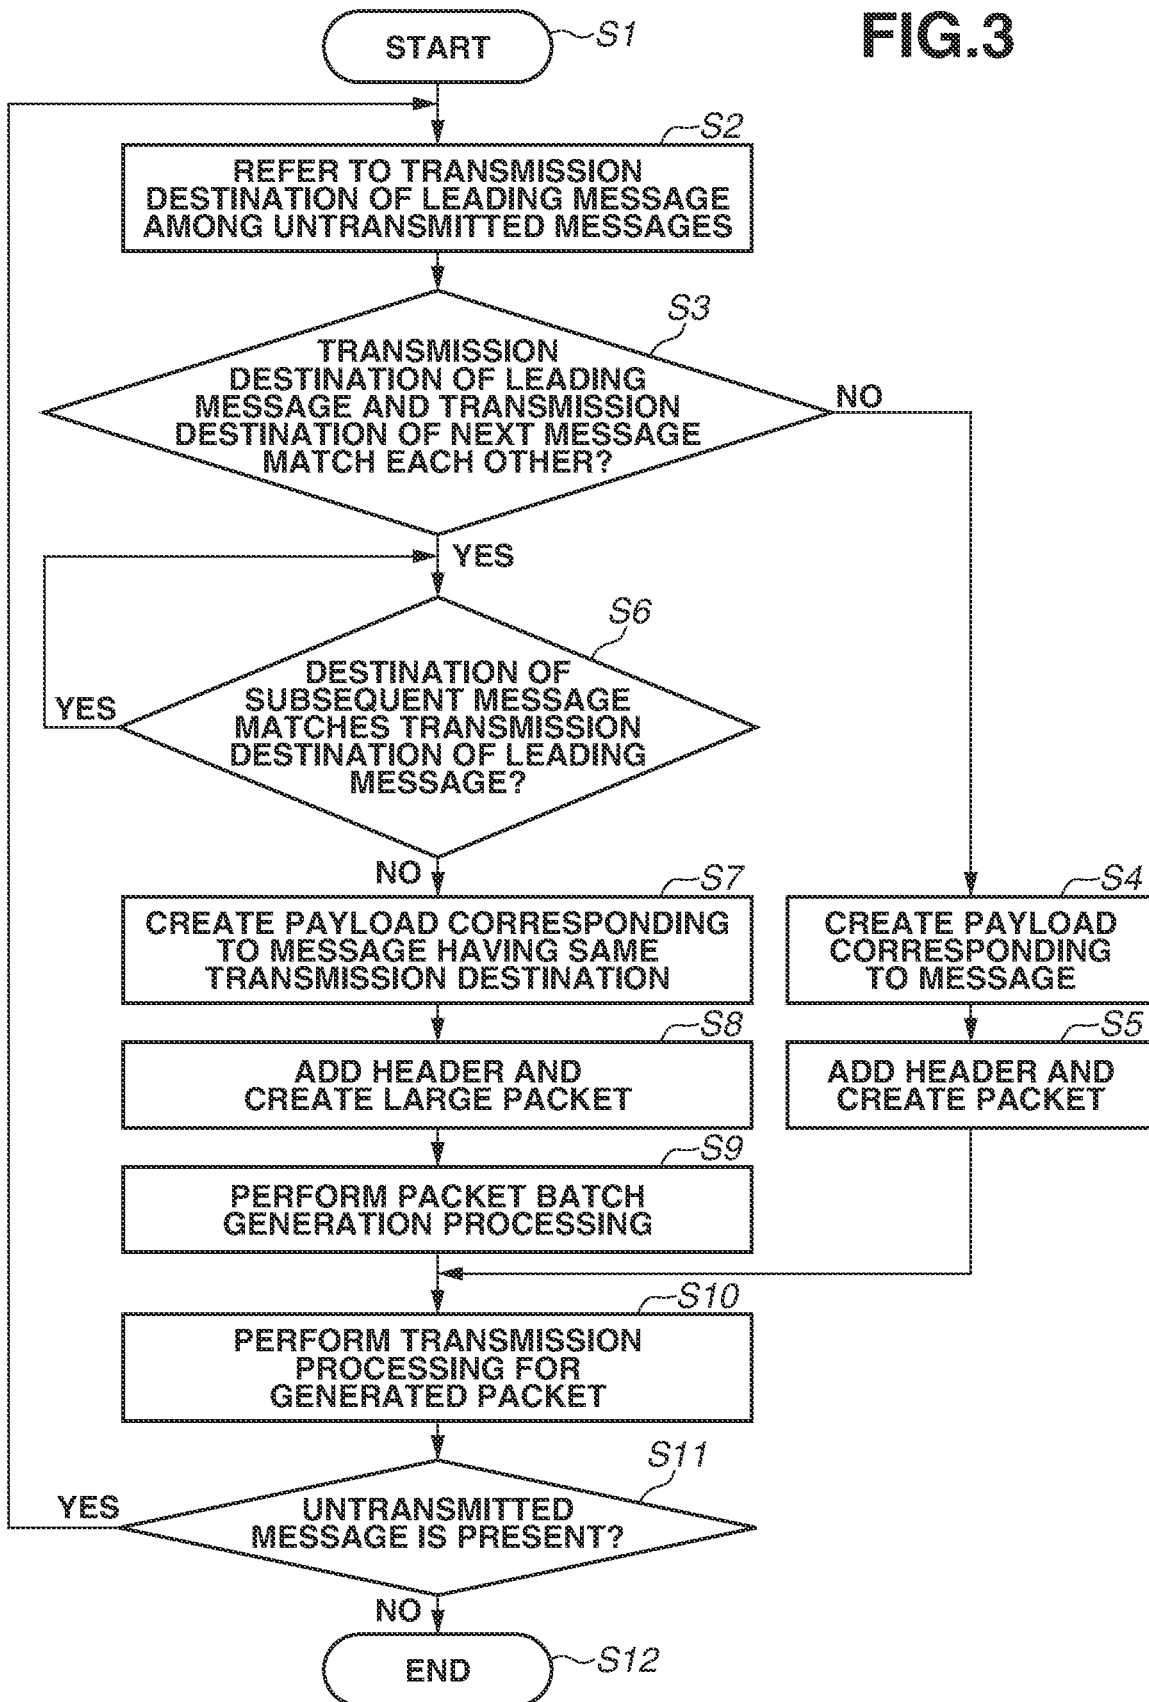 FIG.3
START
S1
S2
REFER TO TRANSMISSION
DESTINATION OF LEADING MESSAGE
AMONG UNTRANSMITTED MESSAGES
S3
TRANSMISSION
DESTINATION OF LEADING
MESSAGE AND TRANSMISSION
DESTINATION OF NEXT MESSAGE
MATCH EACH OTHER?
NO
YES
S6
DESTINATION OF
SUBSEQUENT MESSAGE
MATCHES TRANSMISSION
DESTINATION OF LEADING
MESSAGE?
YES
NO
S7
CREATE PAYLOAD CORRESPONDING
TO MESSAGE HAVING SAME
TRANSMISSION DESTINATION
S4
CREATE PAYLOAD
CORRESPONDING
TO MESSAGE
S8
ADD HEADER AND
CREATE LARGE PACKET
S5
ADD HEADER AND
CREATE PACKET
S9
PERFORM PACKET BATCH
GENERATION PROCESSING
S10
PERFORM TRANSMISSION
PROCESSING FOR
GENERATED PACKET
S11
UNTRANSMITTED
MESSAGE IS PRESENT?
YES
NO
END
S12